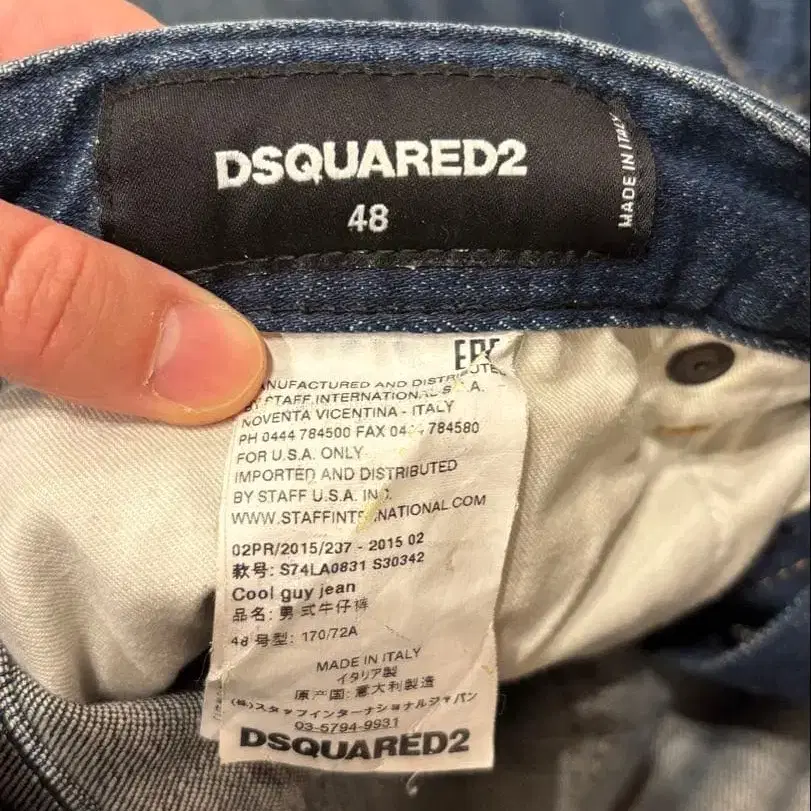 DSQUARED2
48
MADE IN ITALY
AND DISTRIBUTED
BY STAFF INTERNATIONAL S.A.
NOVENTA VICENTINA - ITALY
PH 0444 784500 FAX 784580
FOR U.S.A. ONLY
IMPORTED AND DISTRIBUTED
BY STAFF U.S.A. INC.
WWW.STAFFINTERNATIONAL.COM
02PR/2015/237 - 2015 02
款号: S74LA0831 S30342
Cool guy jean
品名: 男式牛仔裤
48 号型: 170/72A
MADE IN ITALY
イタリア製
原产国: 意大利製造
(株)スタッフインターナショナルジャパン
03-5794-9931
DSQUARED2